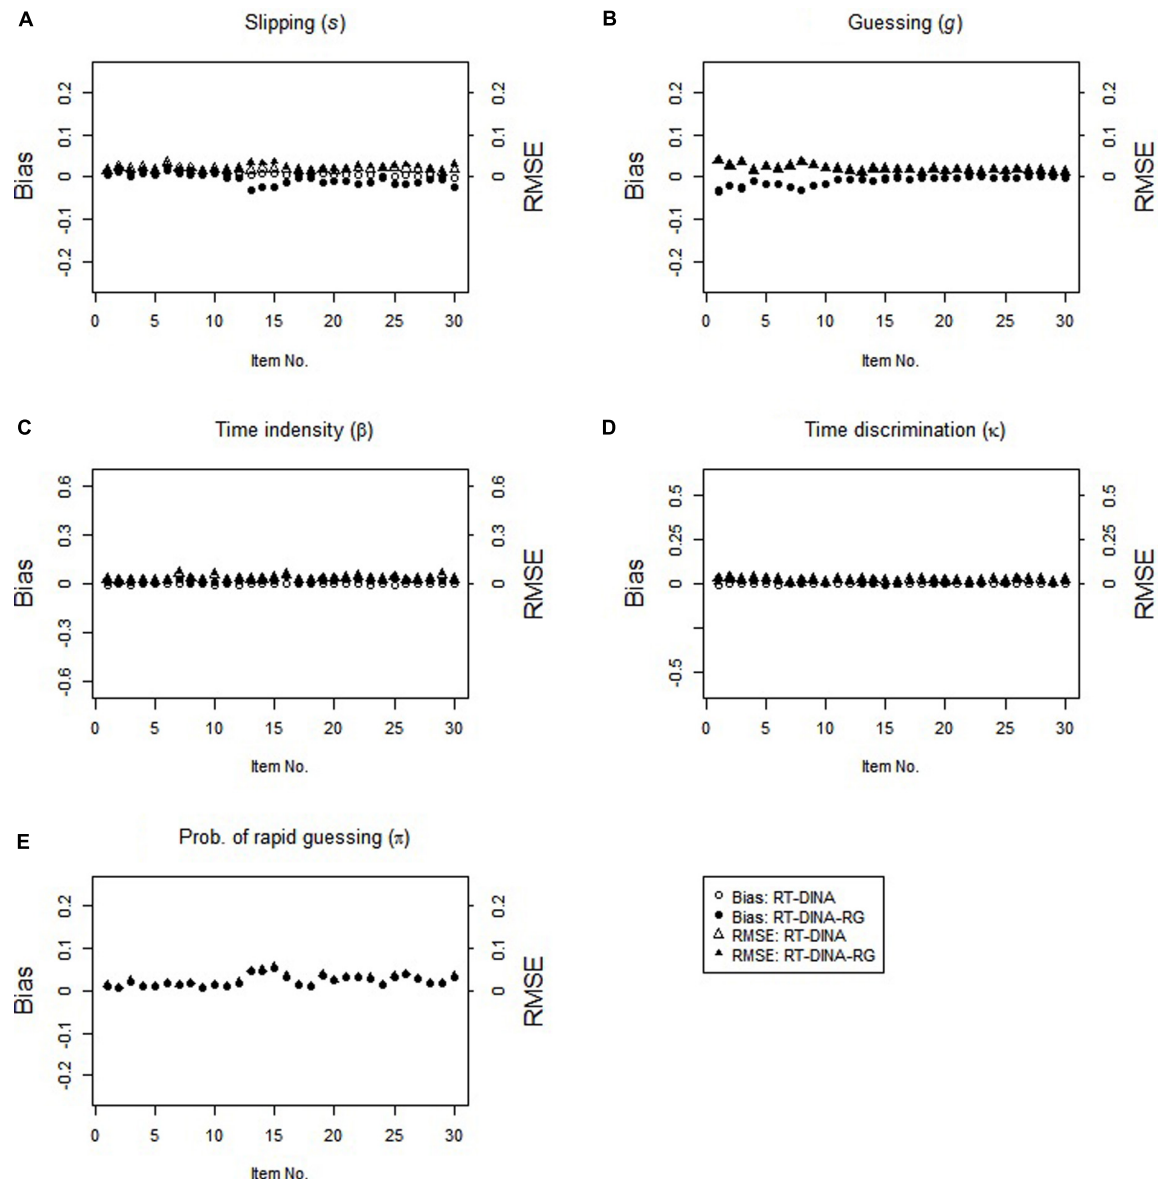 A
Slipping (s)
Bias
0.2
0.1
0
-0.1
-0.2
0.2
0.1
0
RMSE
0 5 10 15 20 25 30
Item No.
B
Guessing (g)
Bias
0.2
0.1
0
-0.1
-0.2
0.2
0.1
0
RMSE
0 5 10 15 20 25 30
Item No.
C
Time indensity (β)
Bias
0.6
0.3
0
-0.3
-0.6
0.6
0.3
0
RMSE
0 5 10 15 20 25 30
Item No.
D
Time discrimination (κ)
Bias
0.5
0.25
0
-0.5
0.5
0.25
0
RMSE
0 5 10 15 20 25 30
Item No.
E
Prob. of rapid guessing (π)
Bias
0.2
0.1
0
-0.1
-0.2
0.2
0.1
0
RMSE
0 5 10 15 20 25 30
Item No.
Bias: RT-DINA
Bias: RT-DINA-RG
RMSE: RT-DINA
RMSE: RT-DINA-RG